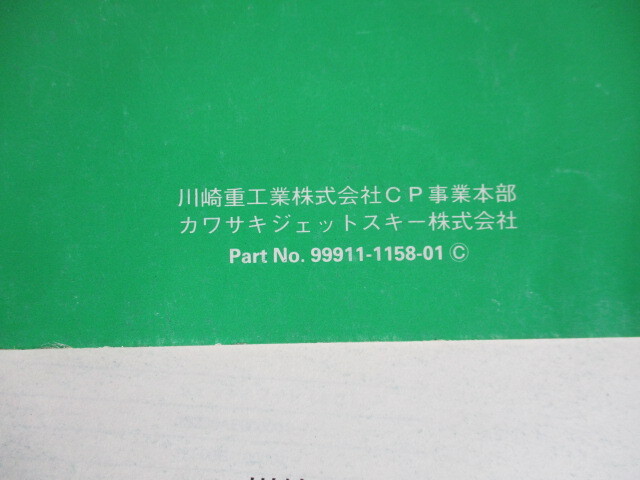 川崎重工業株式会社CP事業本部
カワサキジェットスキー株式会社
Part No. 99911-1158-01 ©